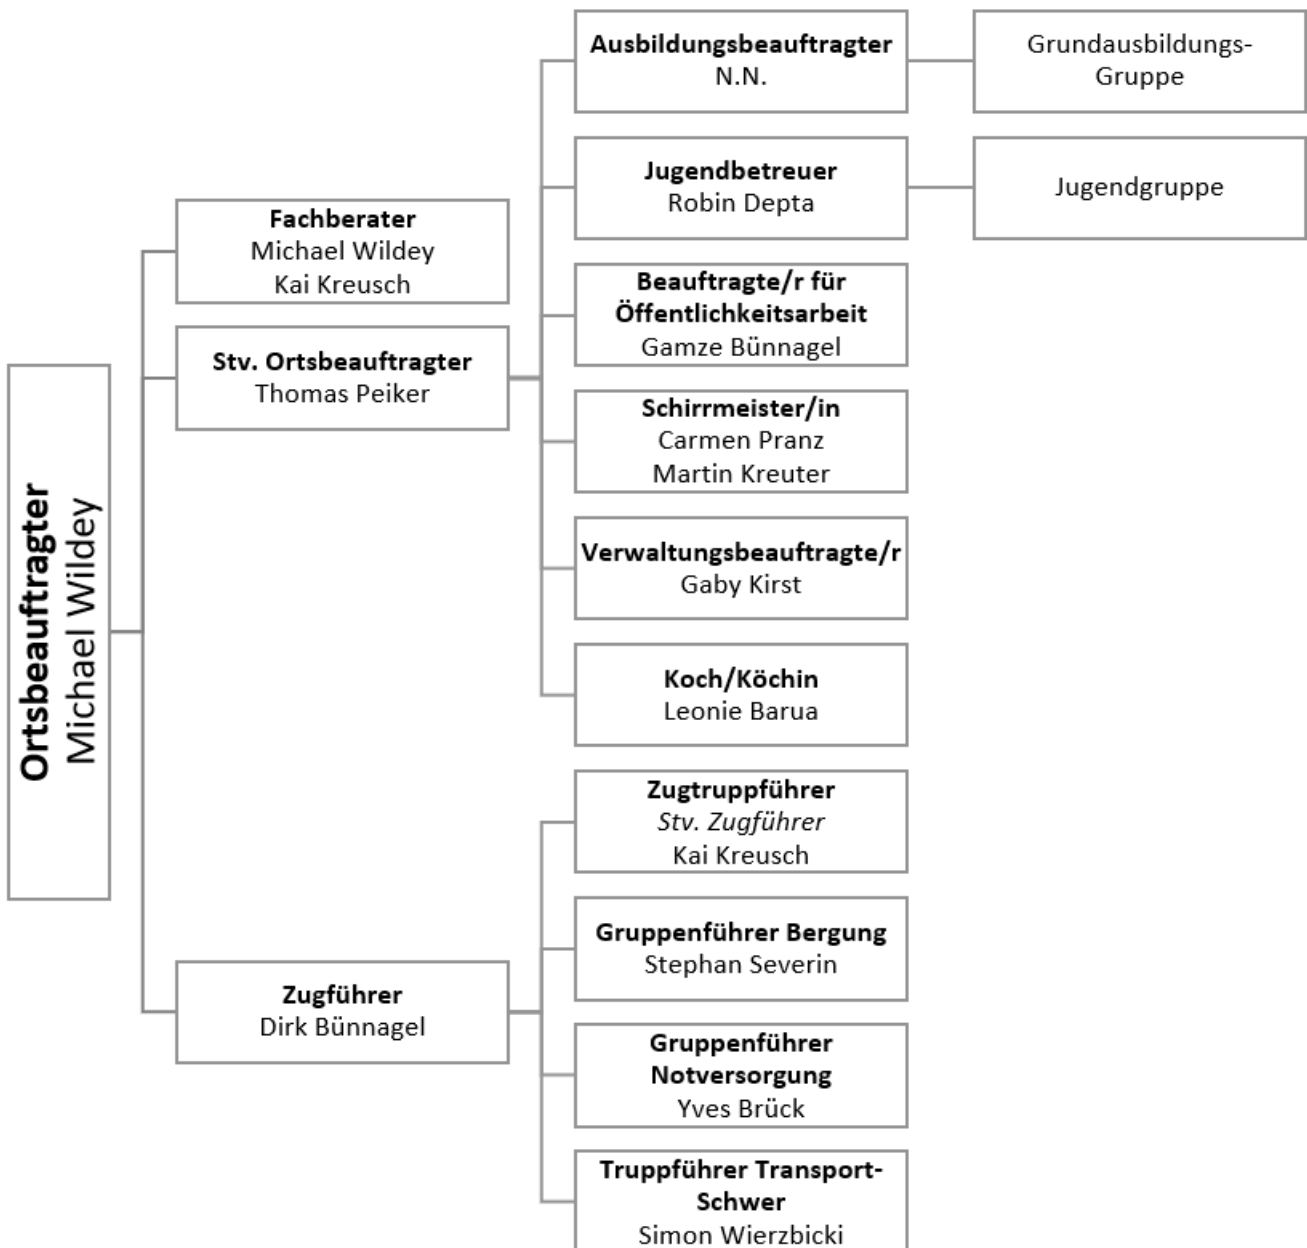 Ortsbeauftragter
Michael Wildey
Fachberater
Michael Wildey
Kai Kreusch
Stv. Ortsbeauftragter
Thomas Peiker
Ausbildungsbeauftragter
N.N.
Grundausbildungs-
Gruppe
Jugendbetreuer
Robin Depta
Jugendgruppe
Beauftragte/r für
Öffentlichkeitsarbeit
Gamze Bünnagel
Schirrmeister/in
Carmen Pranz
Martin Kreuter
Verwaltungsbeauftragte/r
Gaby Kirst
Koch/Köchin
Leonie Barua
Zugführer
Dirk Bünnagel
Zugtruppführer
Stv. Zugführer
Kai Kreusch
Gruppenführer Bergung
Stephan Severin
Gruppenführer
Notversorgung
Yves Brück
Truppführer Transport-
Schwer
Simon Wierzbicki